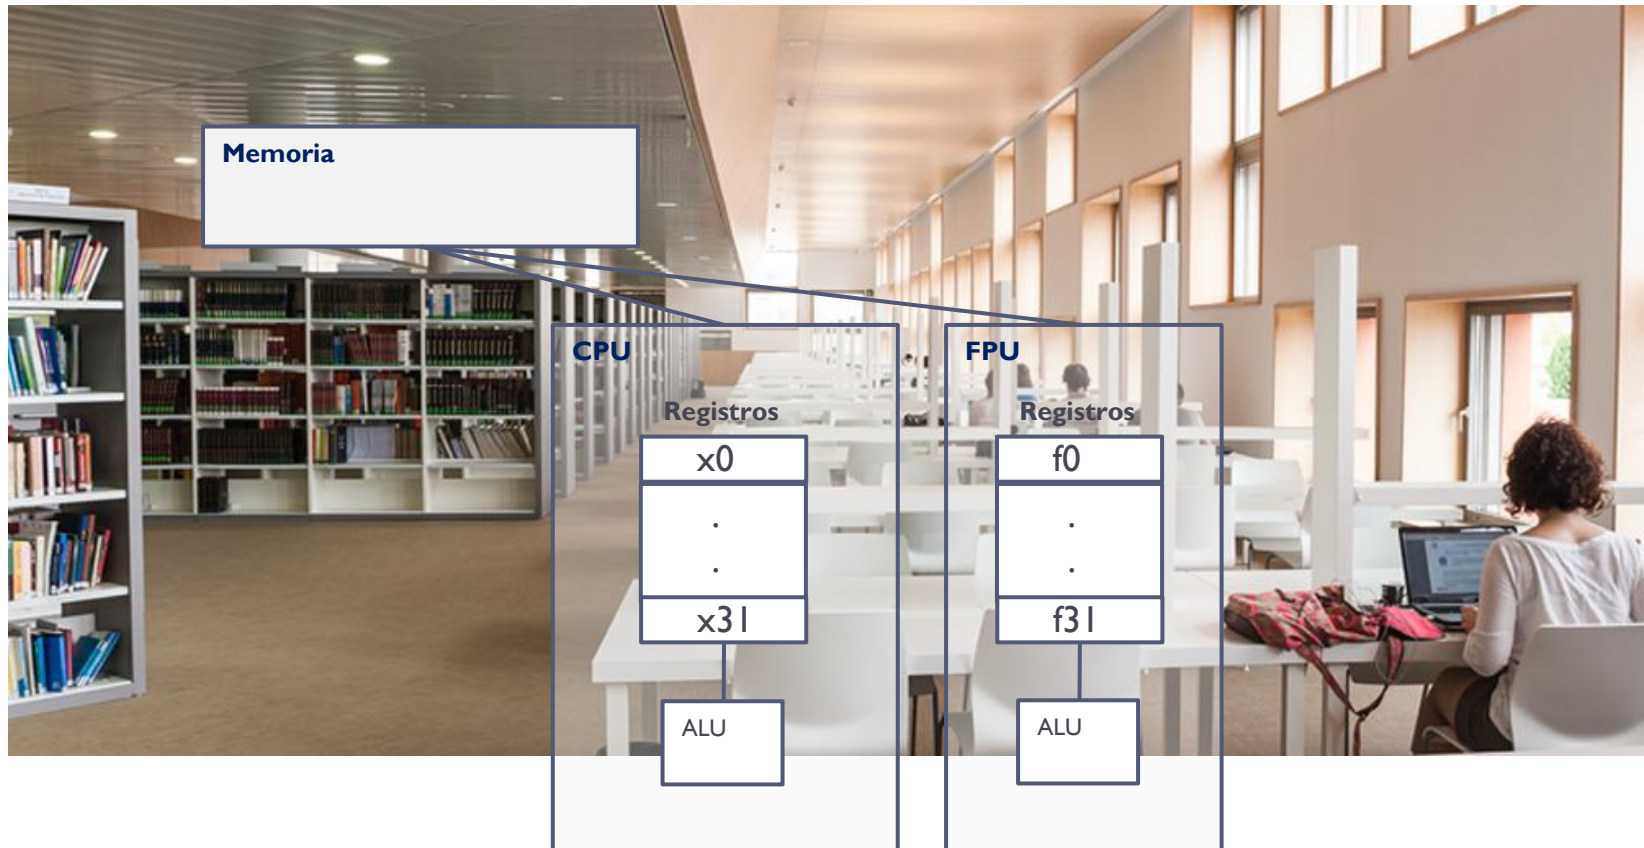 Memoria
CPU
FPU
Registros
Registros
x0
f0
.
.
.
.
x31
f31
ALU
ALU